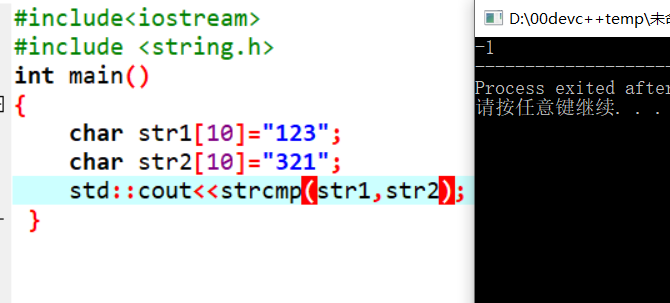 #include<iostream>
#include <string.h>
int main()
{
    char str1[10]="123";
    char str2[10]="321";
    std::cout<<strcmp(str1,str2);
}
D:\00devc++temp\未
-1
--------------------
Process exited after
请按任意键继续. . .